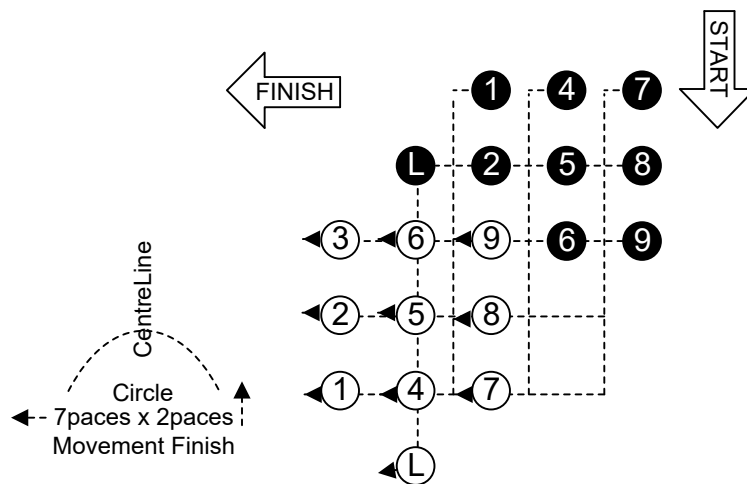 START
FINISH
1 4 7
L 2 5 8
3 6 9 6 9
CentreLine
2 5 8
Circle
1 4 7
7paces x 2paces
Movement Finish
L